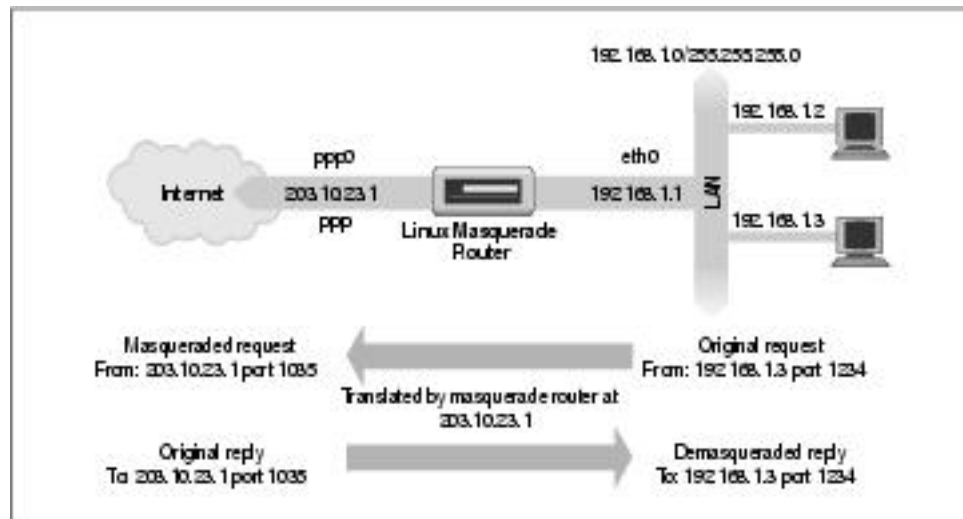 192.168.1.0/255.255.255.0
192.168.1.2
ppp0
eth0
Internet
203.10.23.1
192.168.1.1
LAN
192.168.1.3
PPP
Linux Masquerade
Router
Masqueraded request
From: 203.10.23.1 port 1035
Original request
From: 192.168.1.3 port 1234
Translated by masquerade router at
203.10.23.1
Original reply
To: 203.10.23.1 port 1035
Demasqueraded reply
To: 192.168.1.3 port 1234